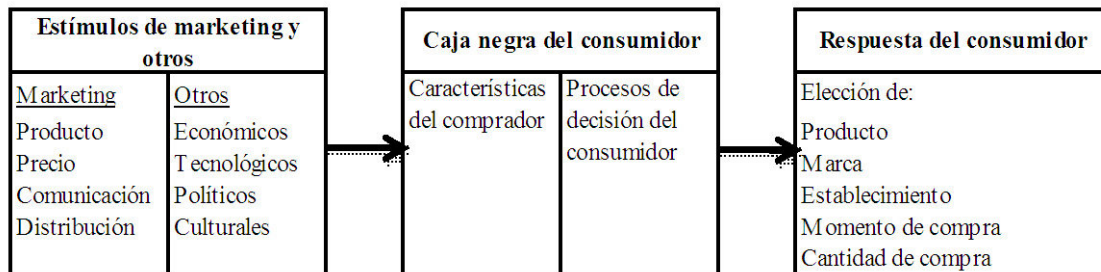 Estímulos de marketing y
otros
Marketing
Producto
Precio
Comunicación
Distribución
Otros
Económicos
Tecnológicos
Políticos
Culturales
Caja negra del consumidor
Características
del comprador
Procesos de
decisión del
consumidor
Respuesta del consumidor
Elección de:
Producto
Marca
Establecimiento
Momento de compra
Cantidad de compra